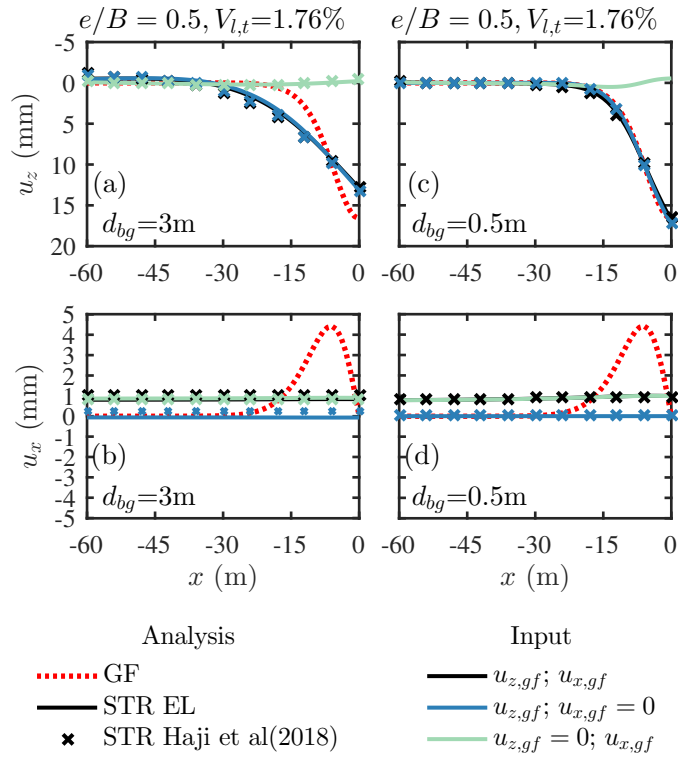 e/B = 0.5, V_{l,t}=1.76%
e/B = 0.5, V_{l,t}=1.76%
-5
0
5
10
15
20
u_z (mm)
(a)
d_{bg}=3m
-60 -45 -30 -15 0
(c)
d_{bg}=0.5m
-60 -45 -30 -15 0
5
4
3
2
1
0
-1
-2
-3
-4
-5
u_x (mm)
(b)
d_{bg}=3m
-60 -45 -30 -15 0
x (m)
(d)
d_{bg}=0.5m
-60 -45 -30 -15 0
x (m)
Analysis
GF
STR EL
STR Haji et al(2018)
Input
u_{z,gf}; u_{x,gf}
u_{z,gf}; u_{x,gf} = 0
u_{z,gf} = 0; u_{x,gf}